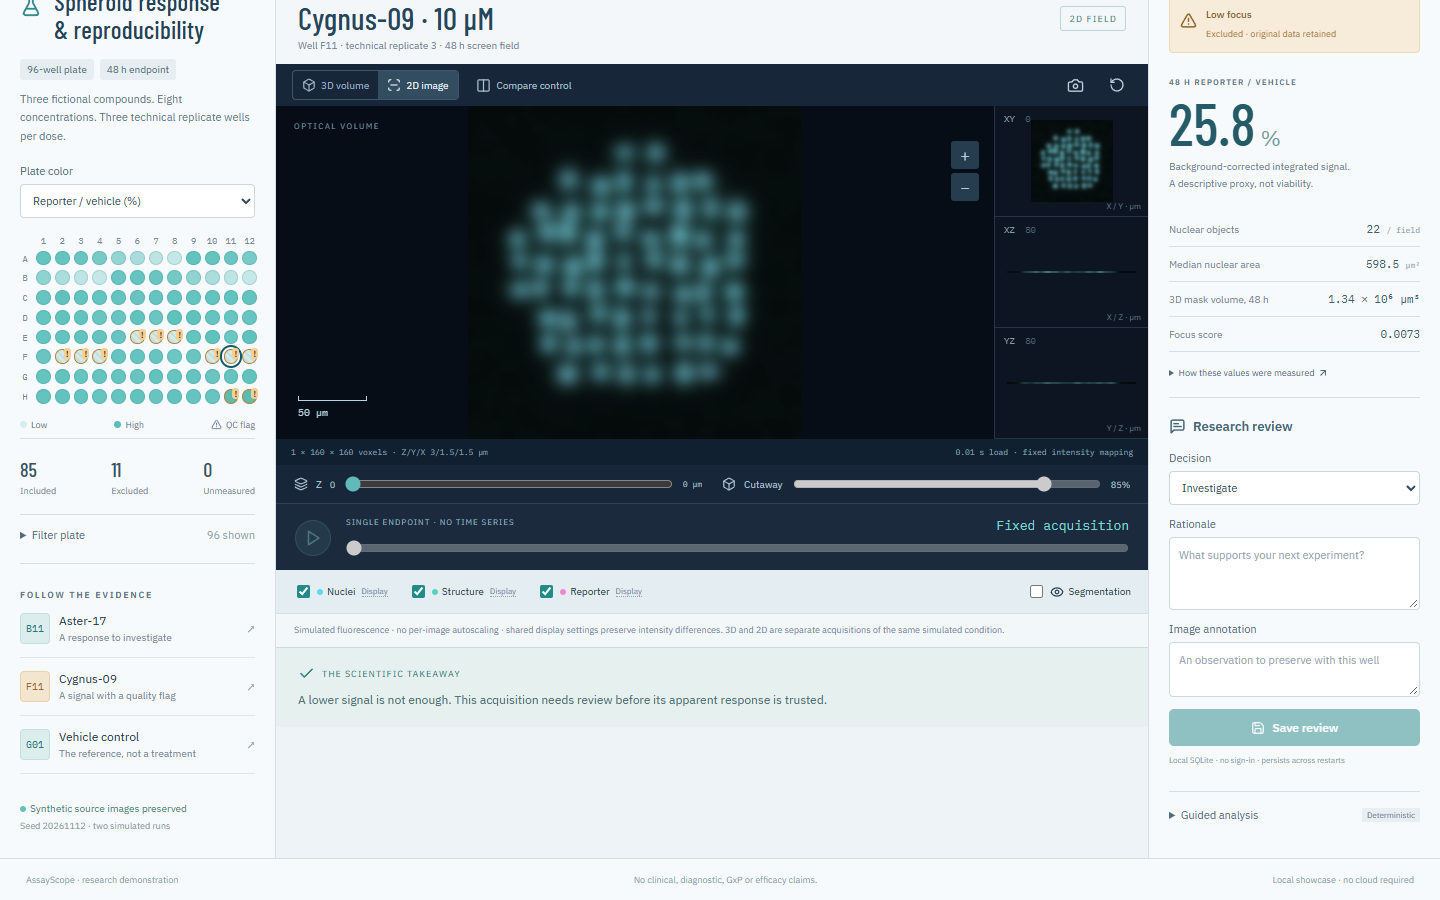 Spheroid response
& reproducibility
96-well plate
48 h endpoint
Three fictional compounds. Eight
concentrations. Three technical replicate wells
per dose.
Plate color
Reporter / vehicle (%)
1 2 3 4 5 6 7 8 9 10 11 12
A
B
C
D
E ! ! !
F ! ! ! ! ! !
G
H ! !
Low
High
QC flag
85
Included
11
Excluded
0
Unmeasured
Filter plate
96 shown
FOLLOW THE EVIDENCE
B11
Aster-17
A response to investigate
F11
Cygnus-09
A signal with a quality flag
G01
Vehicle control
The reference, not a treatment
Synthetic source images preserved
Seed 20261112 · two simulated runs
Cygnus-09 · 10 µM
Well F11 · technical replicate 3 · 48 h screen field
2D FIELD
3D volume
2D image
Compare control
OPTICAL VOLUME
+
−
50 µm
XY 0
X / Y · µm
XZ 80
X / Z · µm
YZ 80
Y / Z · µm
1 × 160 × 160 voxels · Z/Y/X 3/1.5/1.5 µm
0.01 s load · fixed intensity mapping
Z 0
0 µm
Cutaway
85%
SINGLE ENDPOINT · NO TIME SERIES
Fixed acquisition
Nuclei Display
Structure Display
Reporter Display
Segmentation
Simulated fluorescence · no per-image autoscaling · shared display settings preserve intensity differences. 3D and 2D are separate acquisitions of the same simulated condition.
THE SCIENTIFIC TAKEAWAY
A lower signal is not enough. This acquisition needs review before its apparent response is trusted.
Low focus
Excluded · original data retained
48 H REPORTER / VEHICLE
25.8 %
Background-corrected integrated signal.
A descriptive proxy, not viability.
Nuclear objects 22 / field
Median nuclear area 598.5 µm²
3D mask volume, 48 h 1.34 × 10⁶ µm³
Focus score 0.0073
How these values were measured
Research review
Decision
Investigate
Rationale
What supports your next experiment?
Image annotation
An observation to preserve with this well
Save review
Local SQLite · no sign-in · persists across restarts
Guided analysis
Deterministic
AssayScope · research demonstration
No clinical, diagnostic, GxP or efficacy claims.
Local showcase · no cloud required